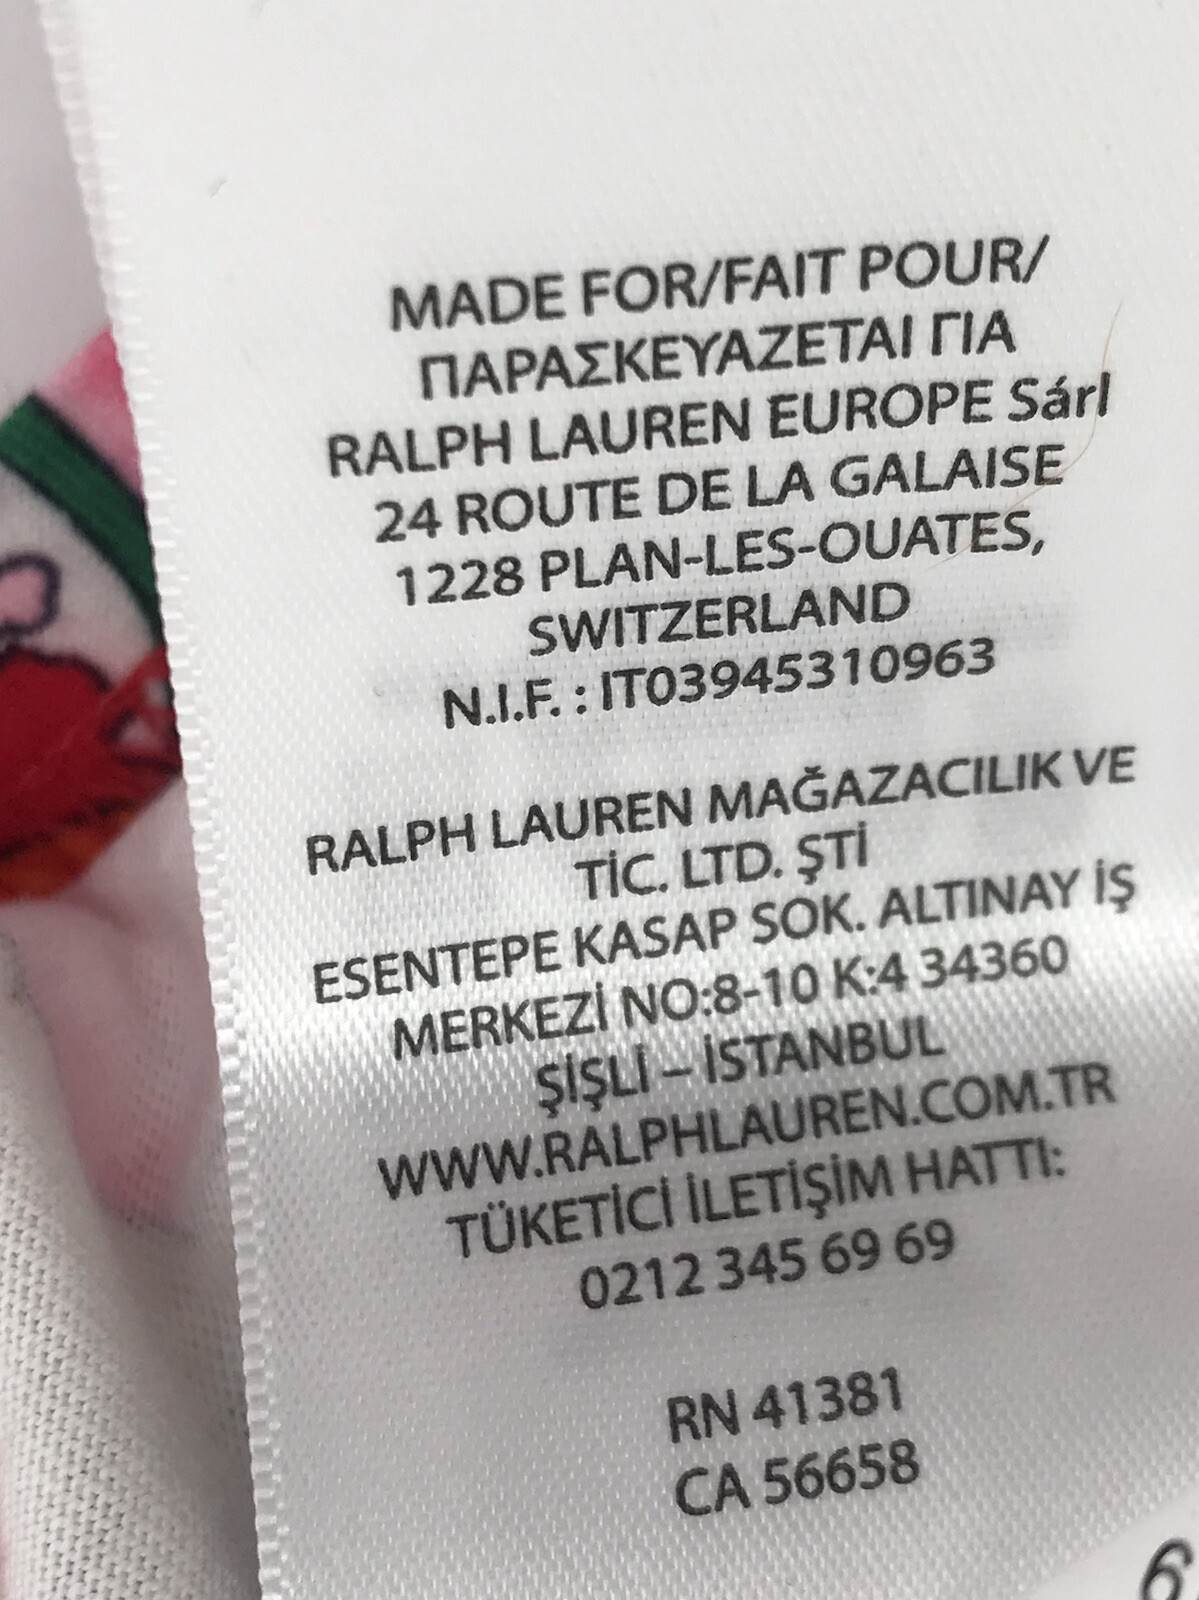 MADE FOR/FAIT POUR/
ΠΑΡΑΣΚΕΥΑΖΕΤΑΙ ΓΙΑ
RALPH LAUREN EUROPE Sárl
24 ROUTE DE LA GALAISE
1228 PLAN-LES-OUATES,
SWITZERLAND
N.I.F. : IT03945310963
RALPH LAUREN MAĞAZACILIK VE
TİC. LTD. ŞTİ
ESENTEPE KASAP SOK. ALTINAY İŞ
MERKEZİ NO:8-10 K:4 34360
ŞİŞLİ – İSTANBUL
WWW.RALPHLAUREN.COM.TR
TÜKETİCİ İLETİŞİM HATTI:
0212 345 69 69
RN 41381
CA 56658
6